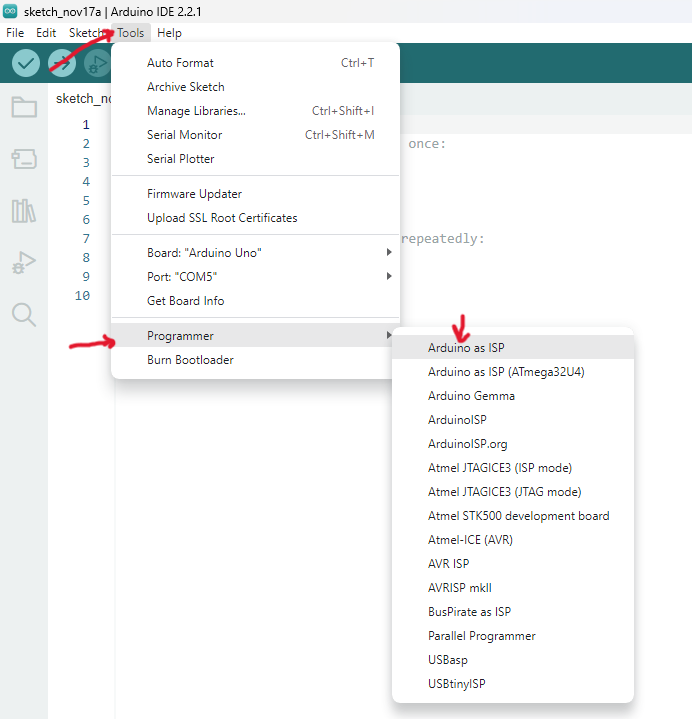 sketch_nov17a | Arduino IDE 2.2.1
File Edit Sketch Tools Help
Auto Format Ctrl+T
sketch_no
Archive Sketch
Manage Libraries... Ctrl+Shift+I
1
Serial Monitor Ctrl+Shift+M
2 once:
Serial Plotter
3
4
Firmware Updater
5
Upload SSL Root Certificates
6
7 repeatedly:
Board: "Arduino Uno"
8
Port: "COM5"
9
Get Board Info
10
Programmer
Arduino as ISP
Burn Bootloader
Arduino as ISP (ATmega32U4)
Arduino Gemma
ArduinoISP
ArduinoISP.org
Atmel JTAGICE3 (ISP mode)
Atmel JTAGICE3 (JTAG mode)
Atmel STK500 development board
Atmel-ICE (AVR)
AVR ISP
AVRISP mkII
BusPirate as ISP
Parallel Programmer
USBasp
USBtinyISP